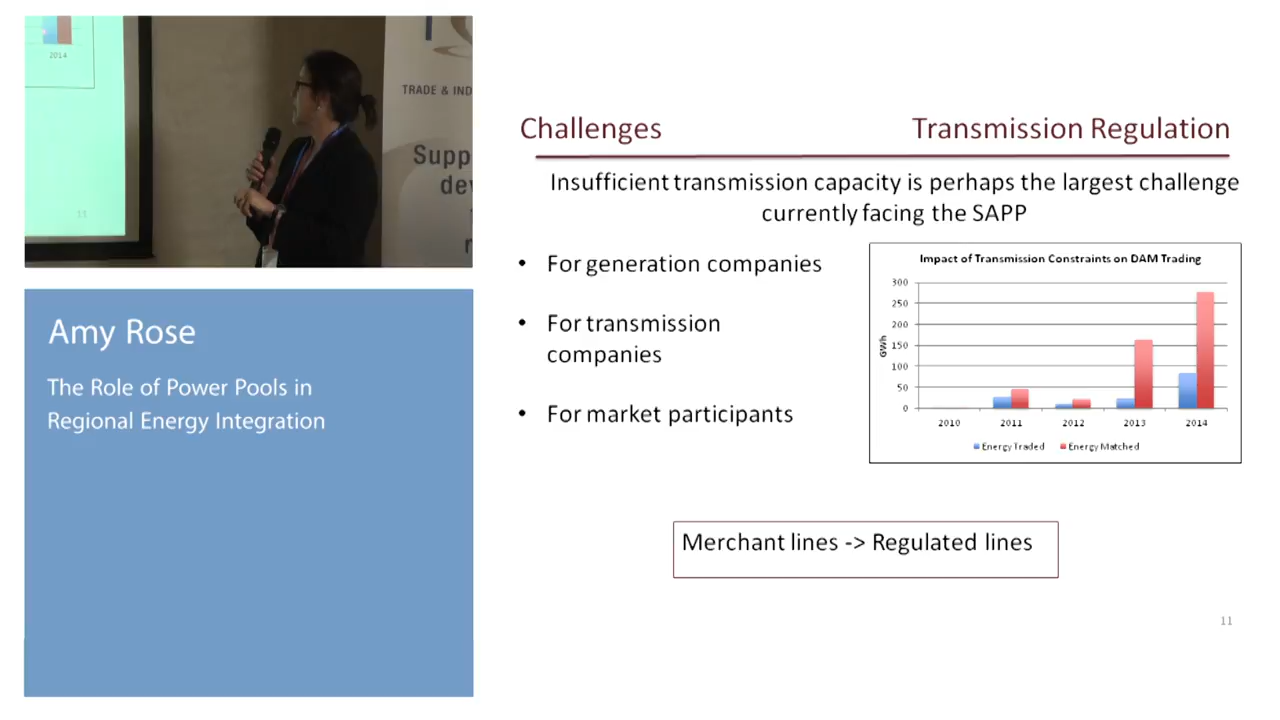 2014
11
TRADE & IND
Supp
de
Amy Rose
The Role of Power Pools in
Regional Energy Integration
Challenges
Transmission Regulation
Insufficient transmission capacity is perhaps the largest challenge
currently facing the SAPP
• For generation companies
• For transmission
companies
• For market participants
Impact of Transmission Constraints on DAM Trading
300
250
200
150
100
50
0
GWh
2010 2011 2012 2013 2014
Energy Traded Energy Matched
Merchant lines -> Regulated lines
11